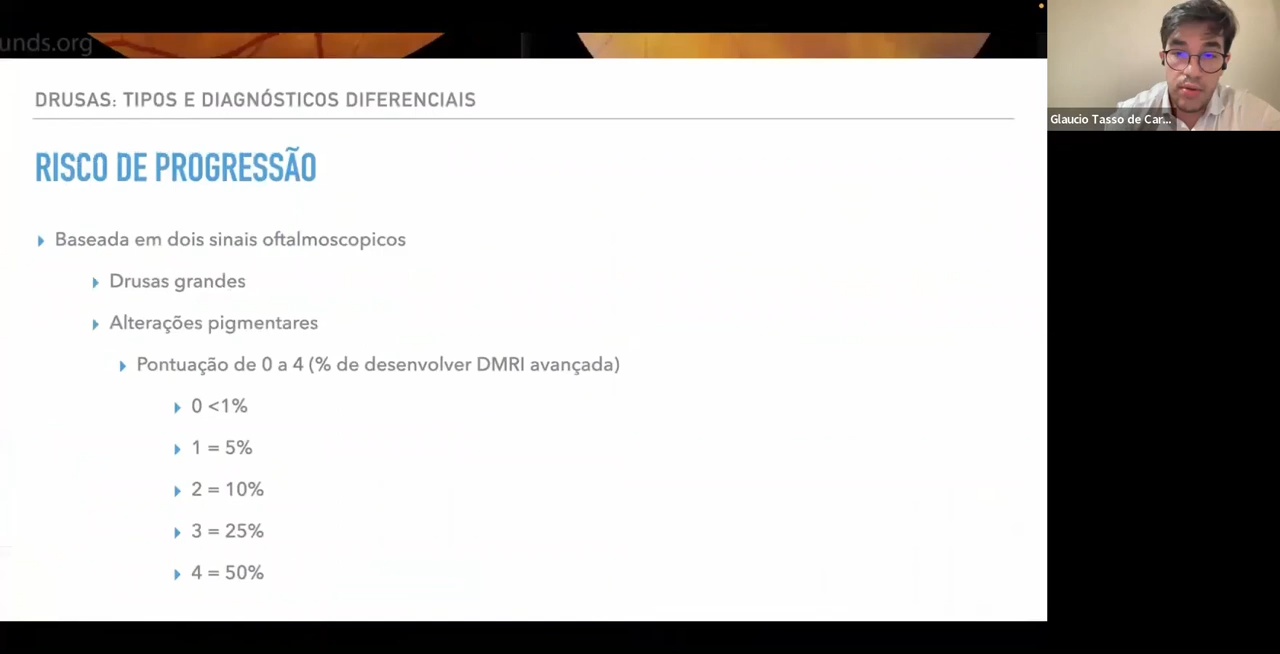 unds.org
DRUSAS: TIPOS E DIAGNÓSTICOS DIFERENCIAIS
RISCO DE PROGRESSÃO
Baseada em dois sinais oftalmoscopicos
Drusas grandes
Alterações pigmentares
Pontuação de 0 a 4 (% de desenvolver DMRI avançada)
0 <1%
1 = 5%
2 = 10%
3 = 25%
4 = 50%
Glaucio Tasso de Car...